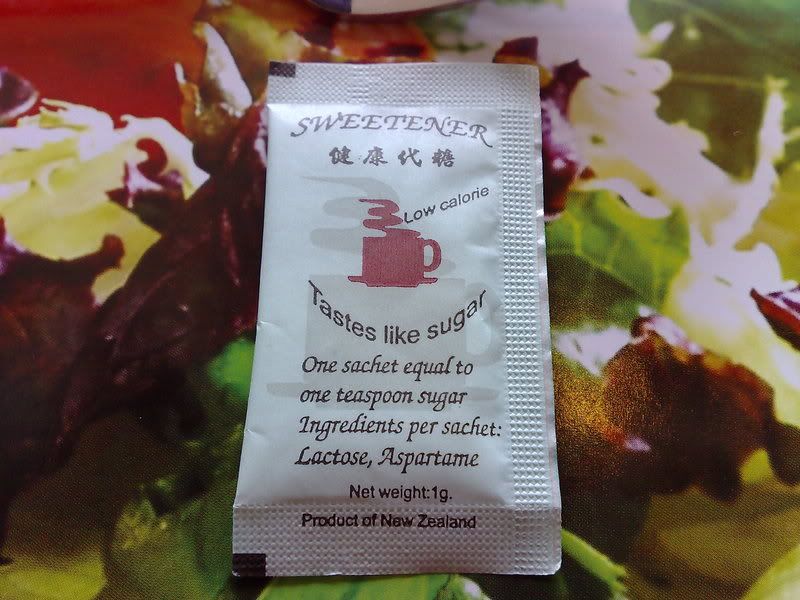 SWEETENER
健康代糖
Low calorie
Tastes like sugar
One sachet equal to
one teaspoon sugar
Ingredients per sachet:
Lactose, Aspartame
Net weight:1g.
Product of New Zealand